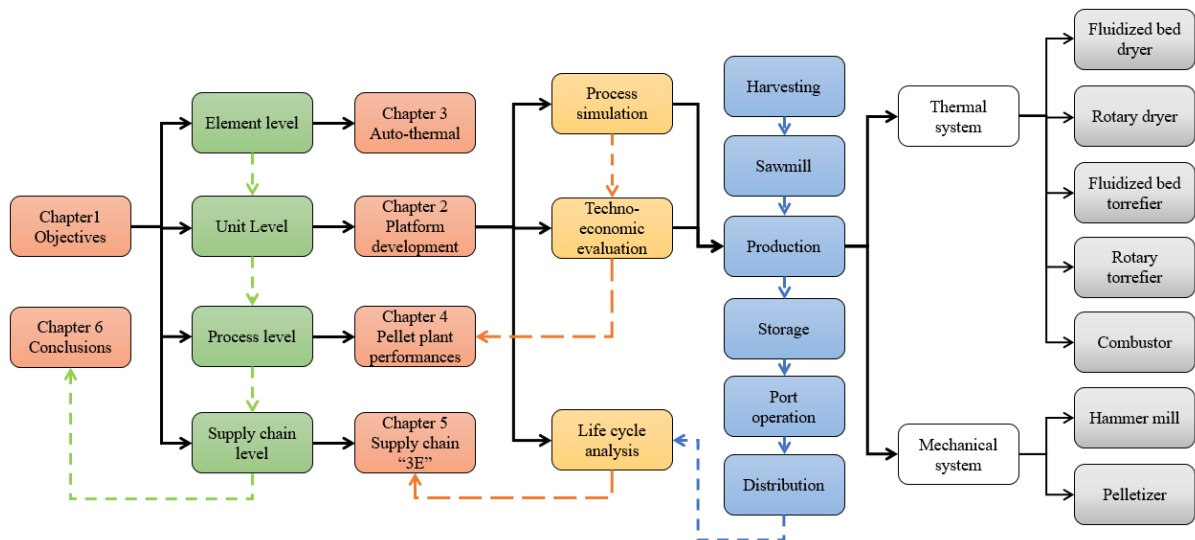 Chapter1
Objectives
Chapter 6
Conclusions
Element level
Unit Level
Process level
Supply chain
level
Chapter 3
Auto-thermal
Chapter 2
Platform
development
Chapter 4
Pellet plant
performances
Chapter 5
Supply chain
“3E”
Process
simulation
Techno-
economic
evaluation
Life cycle
analysis
Harvesting
Sawmill
Production
Storage
Port
operation
Distribution
Thermal
system
Mechanical
system
Fluidized bed
dryer
Rotary dryer
Fluidized bed
torrefier
Rotary
torrefier
Combustor
Hammer mill
Pelletizer